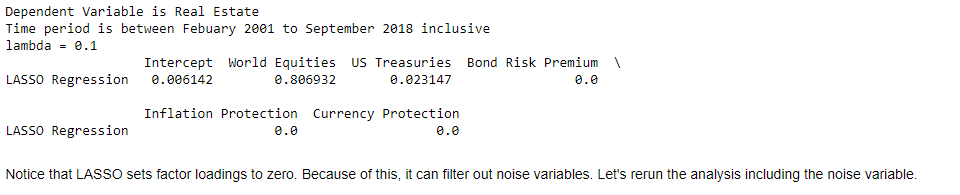 Dependent Variable is Real Estate
Time period is between Febuary 2001 to September 2018 inclusive
lambda = 0.1
Intercept World Equities US Treasuries Bond Risk Premium \
LASSO Regression 0.006142 0.806932 0.023147 0.0
Inflation Protection Currency Protection
LASSO Regression 0.0 0.0
Notice that LASSO sets factor loadings to zero. Because of this, it can filter out noise variables. Let's rerun the analysis including the noise variable.